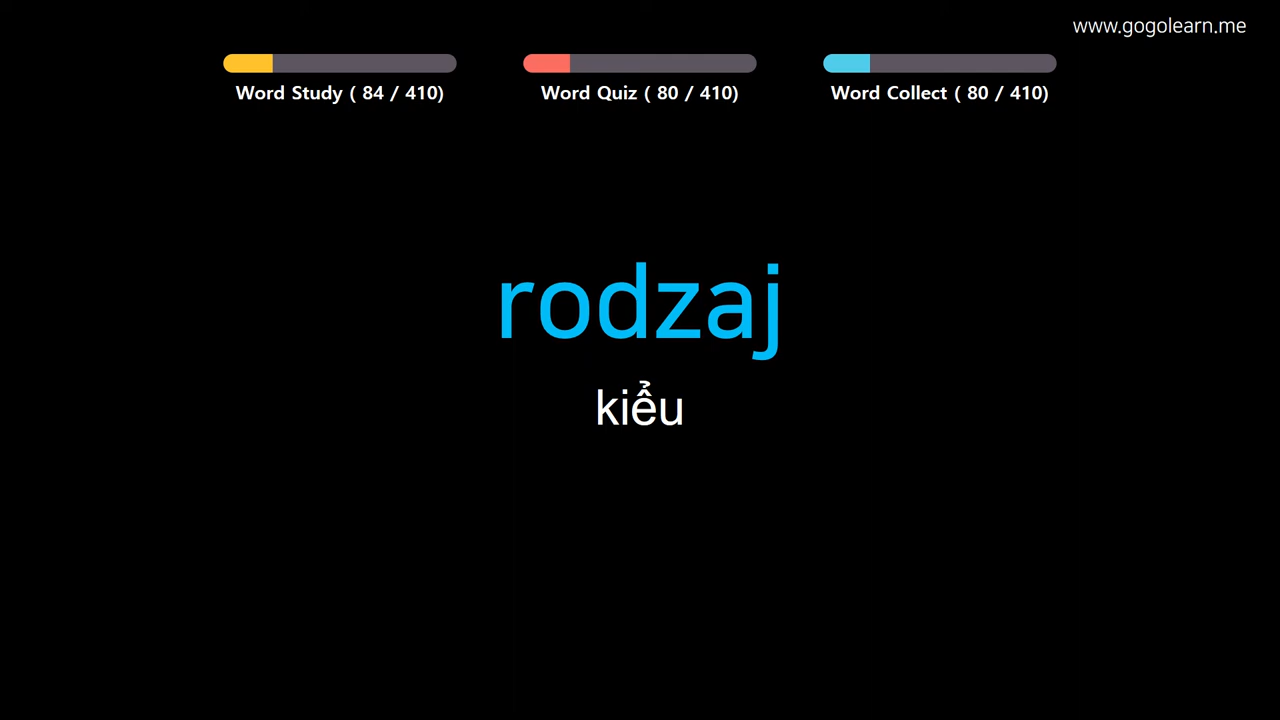 www.gogolearn.me
Word Study ( 84 / 410)
Word Quiz ( 80 / 410)
Word Collect ( 80 / 410)
rodzaj
kiểu